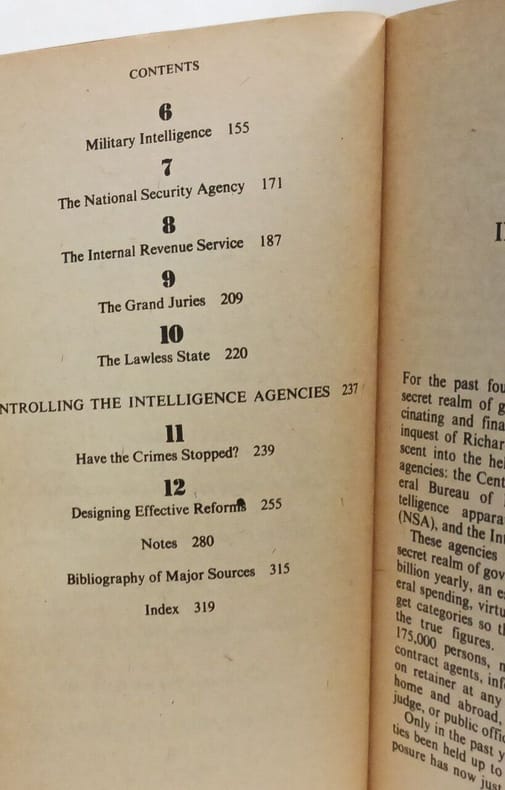 CONTENTS
6
Military Intelligence 155
7
The National Security Agency 171
8
The Internal Revenue Service 187
9
The Grand Juries 209
10
The Lawless State 220
NTROLLING THE INTELLIGENCE AGENCIES 237
11
Have the Crimes Stopped? 239
12
Designing Effective Reforms 255
Notes 280
Bibliography of Major Sources 315
Index 319
For the past fou
secret realm of g
cinating and fina
inquest of Richar
scent into the hel
agencies: the Cent
eral Bureau of
telligence appara
(NSA), and the Int
These agencies
secret realm of gov
billion yearly, an e
eral spending, virtu
get categories so th
the true figures.
175,000 persons, n
contract agents, inf
on retainer at any
home and abroad,
judge, or public offic
Only in the past y
ties been held up to
posure has now just